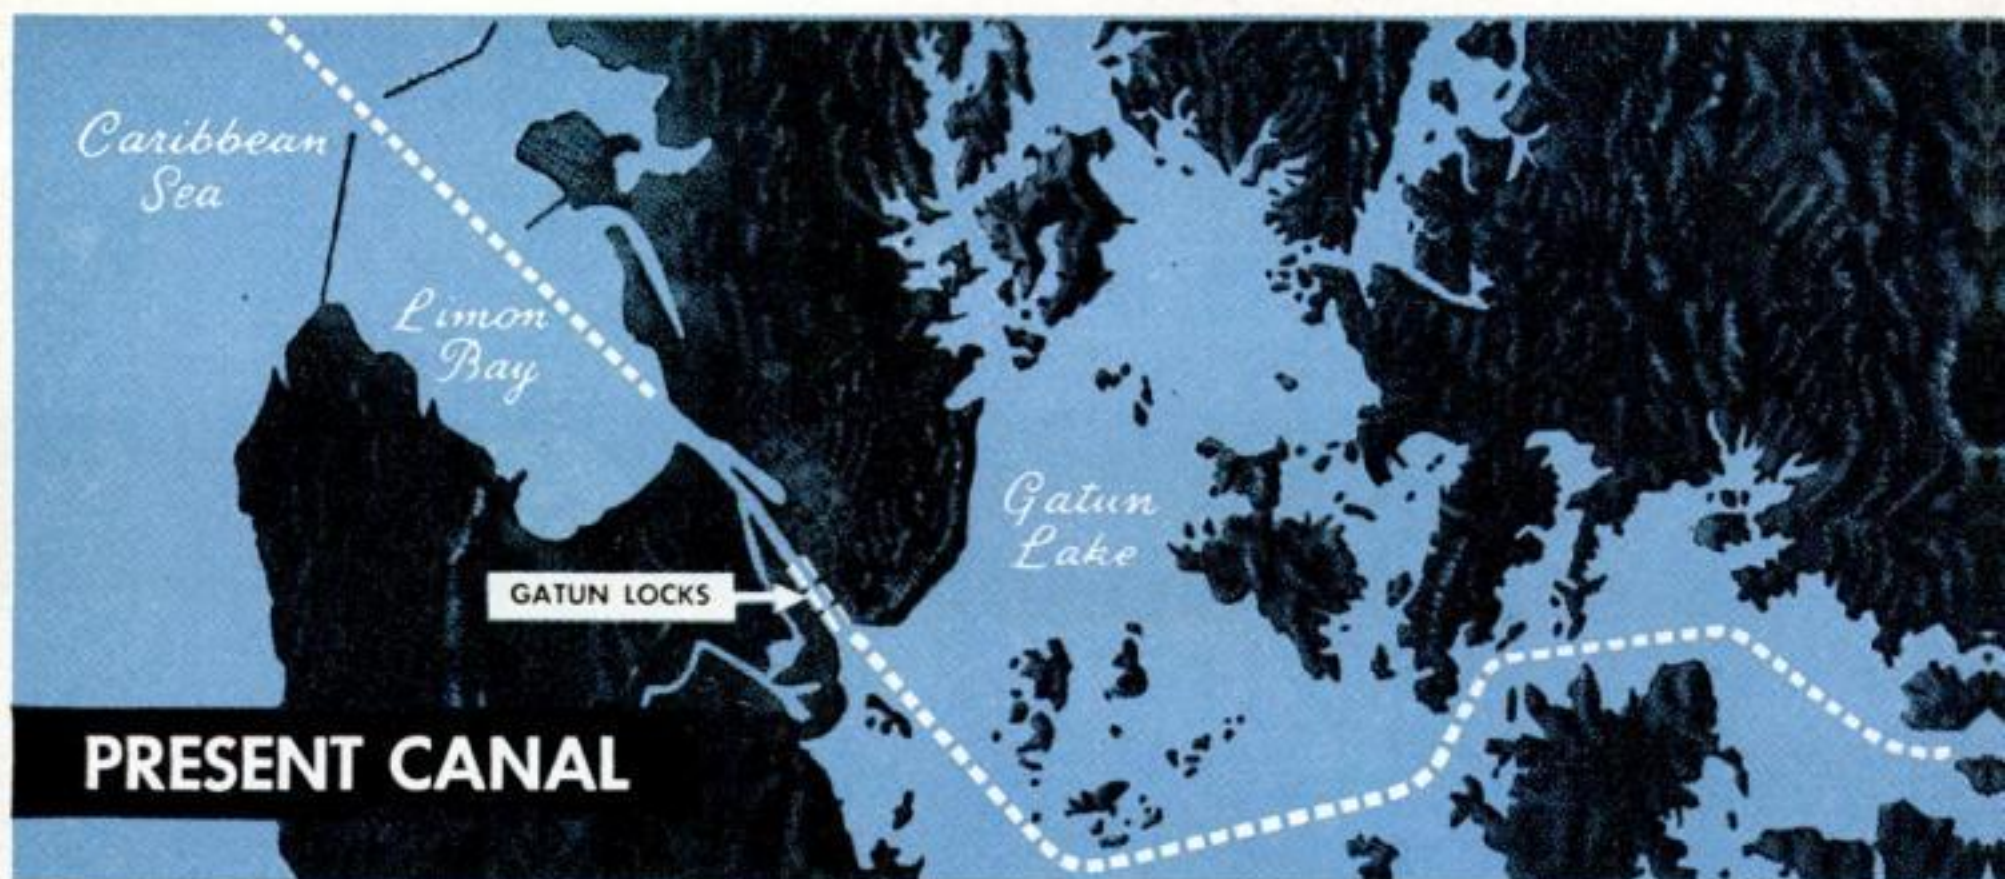 Caribbean
Sea
Limon
Bay
Gatun
Lake
GATUN LOCKS
PRESENT CANAL